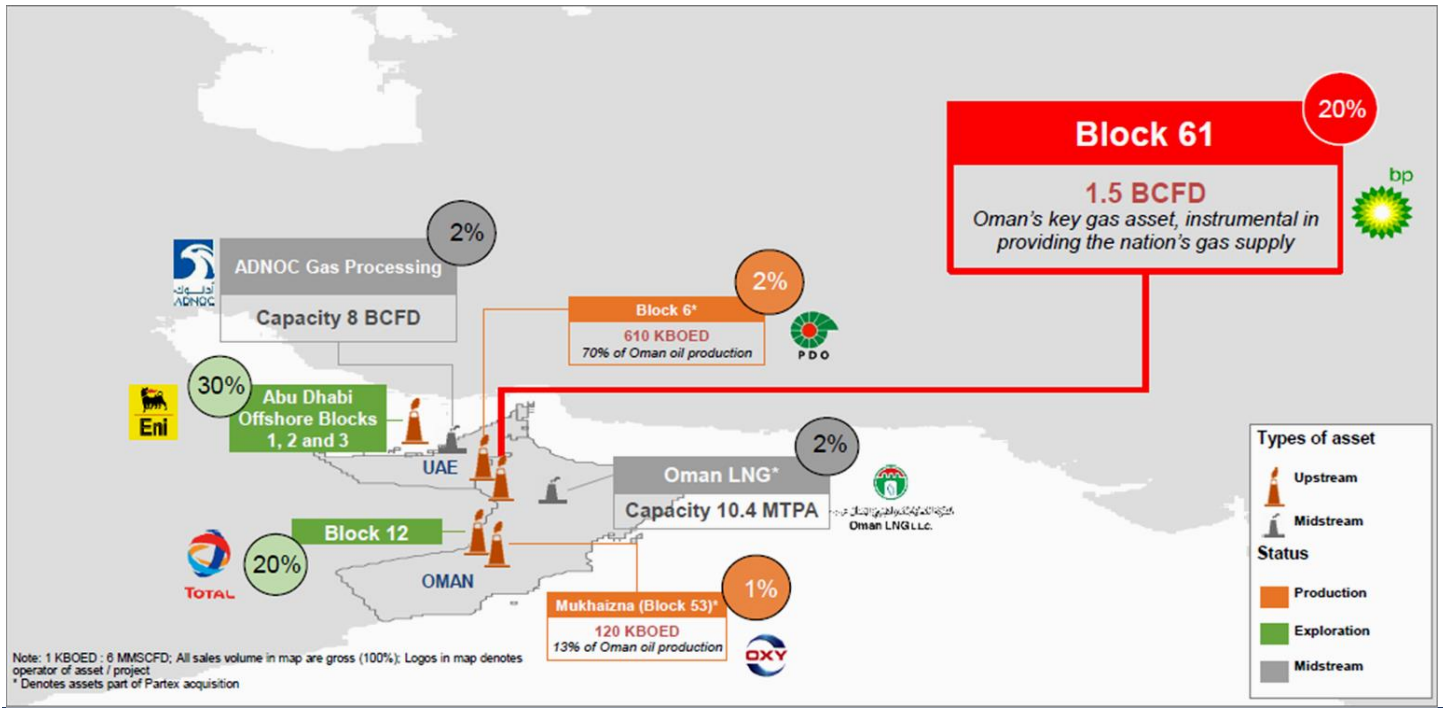 Block 61
20%
1.5 BCFD
Oman's key gas asset, instrumental in
providing the nation's gas supply
bp
أدنوك
ADNOC
ADNOC Gas Processing
2%
Capacity 8 BCFD
Block 6*
2%
610 KBOED
70% of Oman oil production
PDO
Eni
30%
Abu Dhabi
Offshore Blocks
1, 2 and 3
UAE
Oman LNG*
2%
Capacity 10.4 MTPA
Oman LNG L.L.C.
Block 12
TOTAL
20%
OMAN
Mukhaizna (Block 53)*
1%
120 KBOED
13% of Oman oil production
OXY
Types of asset
Upstream
Midstream
Status
Production
Exploration
Midstream
Note: 1 KBOED : 6 MMSCFD; All sales volume in map are gross (100%); Logos in map denotes
operator of asset / project
* Denotes assets part of Partex acquisition